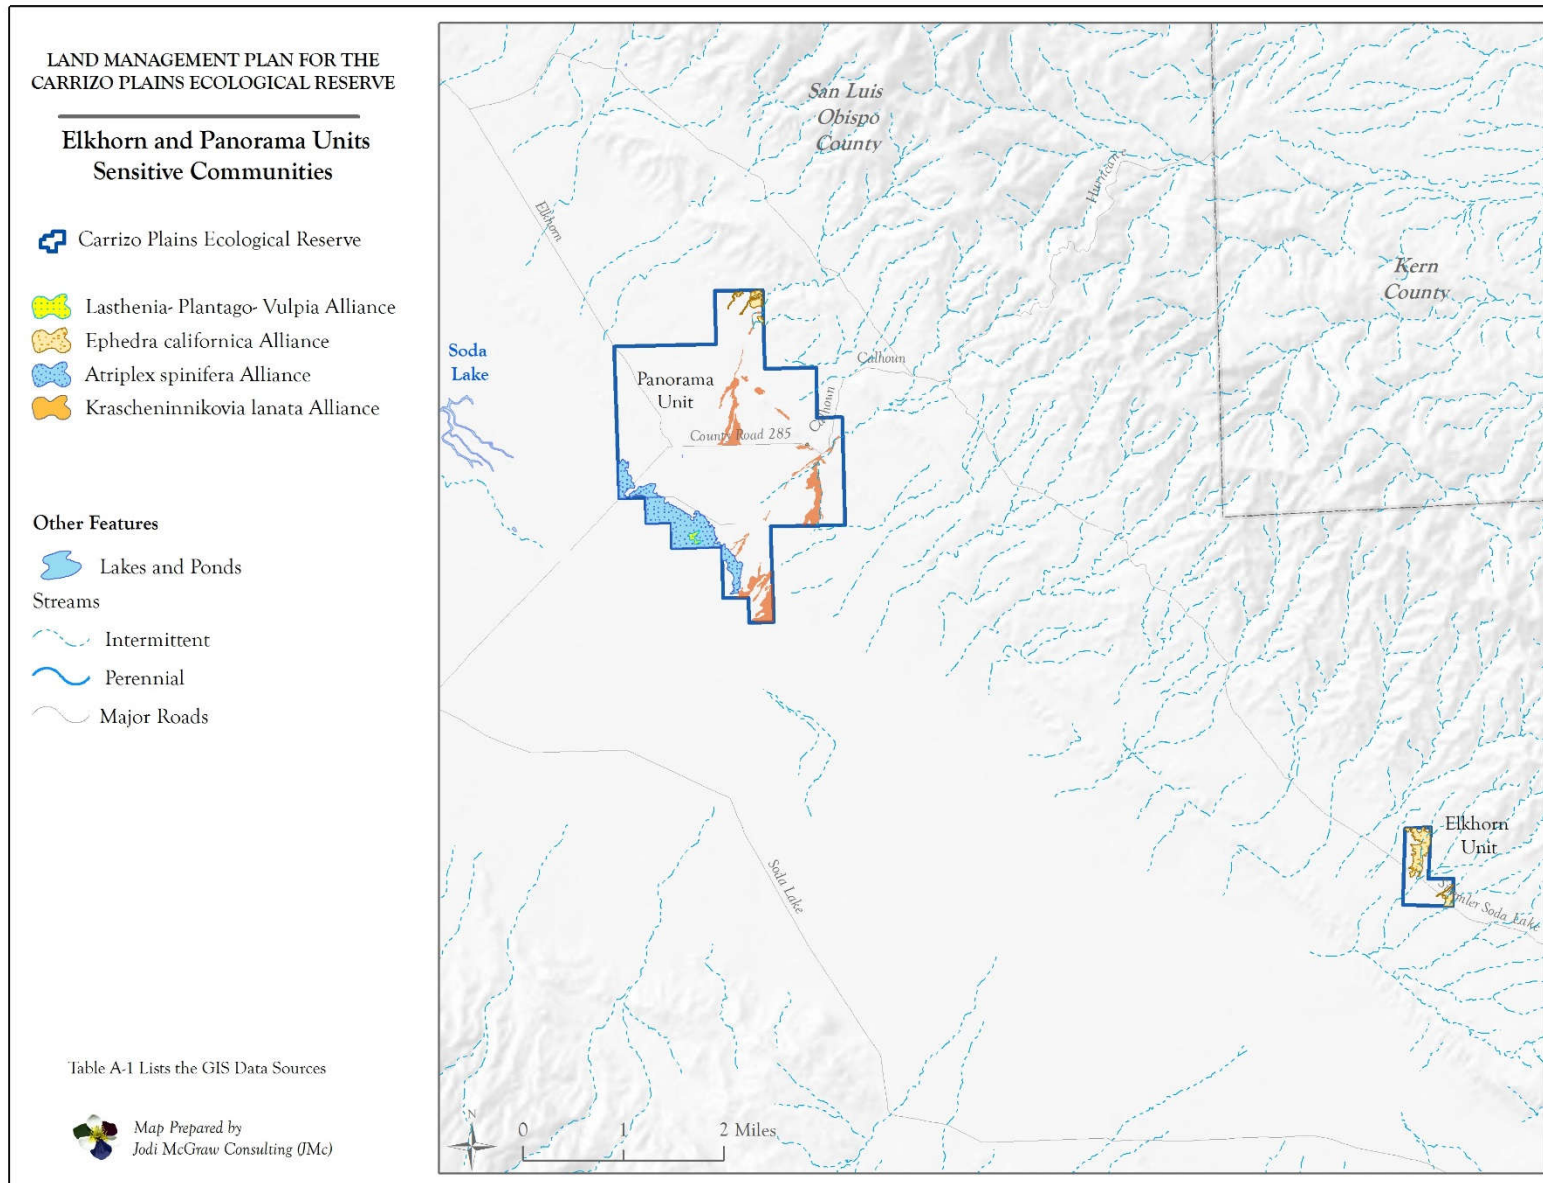 LAND MANAGEMENT PLAN FOR THE
CARRIZO PLAINS ECOLOGICAL RESERVE
Elkhorn and Panorama Units
Sensitive Communities
Carrizo Plains Ecological Reserve
Lasthenia- Plantago- Vulpia Alliance
Ephedra californica Alliance
Atriplex spinifera Alliance
Krascheninnikovia lanata Alliance
Other Features
Lakes and Ponds
Streams
Intermittent
Perennial
Major Roads
Table A-1 Lists the GIS Data Sources
Map Prepared by
Jodi McGraw Consulting (JMc)
San Luis
Obispo
County
Hurricane
Elkhorn
Kern
County
Soda
Lake
Calhoun
Panorama
Unit
Calhoun
County Road 285
Elkhorn
Unit
Soda Lake
Soda Lake
N
0 1 2 Miles